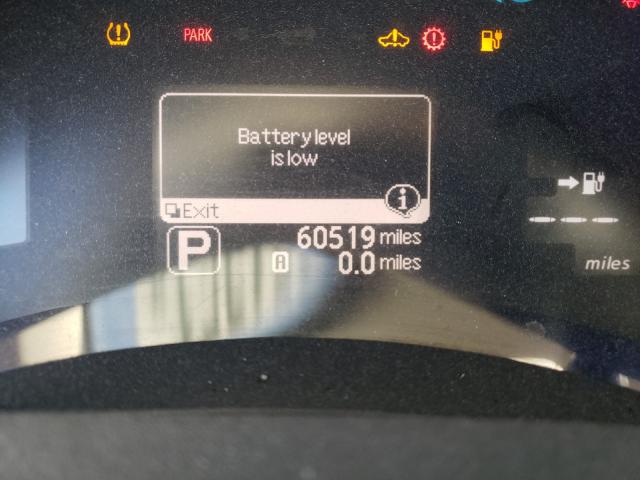 PARK
Battery level
is low
Exit
i
P
60519 miles
A 0.0 miles
---
miles